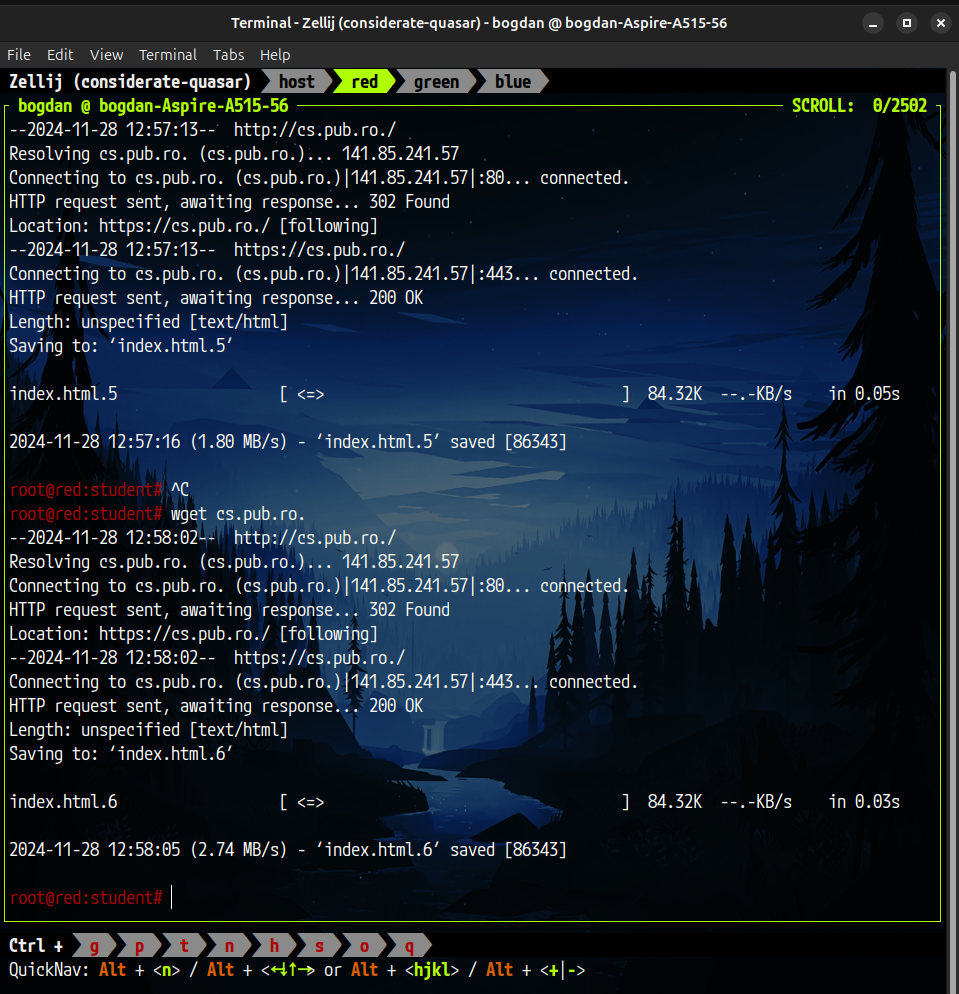 Terminal - Zellij (considerate-quasar) - bogdan @ bogdan-Aspire-A515-56
File Edit View Terminal Tabs Help
Zellij (considerate-quasar) host red green blue
bogdan @ bogdan-Aspire-A515-56 SCROLL: 0/2502
--2024-11-28 12:57:13-- http://cs.pub.ro./
Resolving cs.pub.ro. (cs.pub.ro.)... 141.85.241.57
Connecting to cs.pub.ro. (cs.pub.ro.)|141.85.241.57|:80... connected.
HTTP request sent, awaiting response... 302 Found
Location: https://cs.pub.ro./ [following]
--2024-11-28 12:57:13-- https://cs.pub.ro./
Connecting to cs.pub.ro. (cs.pub.ro.)|141.85.241.57|:443... connected.
HTTP request sent, awaiting response... 200 OK
Length: unspecified [text/html]
Saving to: ‘index.html.5’
index.html.5 [ <=> ] 84.32K --.-KB/s in 0.05s
2024-11-28 12:57:16 (1.80 MB/s) - ‘index.html.5’ saved [86343]
root@red:student# ^C
root@red:student# wget cs.pub.ro.
--2024-11-28 12:58:02-- http://cs.pub.ro./
Resolving cs.pub.ro. (cs.pub.ro.)... 141.85.241.57
Connecting to cs.pub.ro. (cs.pub.ro.)|141.85.241.57|:80... connected.
HTTP request sent, awaiting response... 302 Found
Location: https://cs.pub.ro./ [following]
--2024-11-28 12:58:02-- https://cs.pub.ro./
Connecting to cs.pub.ro. (cs.pub.ro.)|141.85.241.57|:443... connected.
HTTP request sent, awaiting response... 200 OK
Length: unspecified [text/html]
Saving to: ‘index.html.6’
index.html.6 [ <=> ] 84.32K --.-KB/s in 0.03s
2024-11-28 12:58:05 (2.74 MB/s) - ‘index.html.6’ saved [86343]
root@red:student#
Ctrl + g p t n h s o q
QuickNav: Alt + <n> / Alt + <←↓↑→> or Alt + <hjkl> / Alt + <+|->